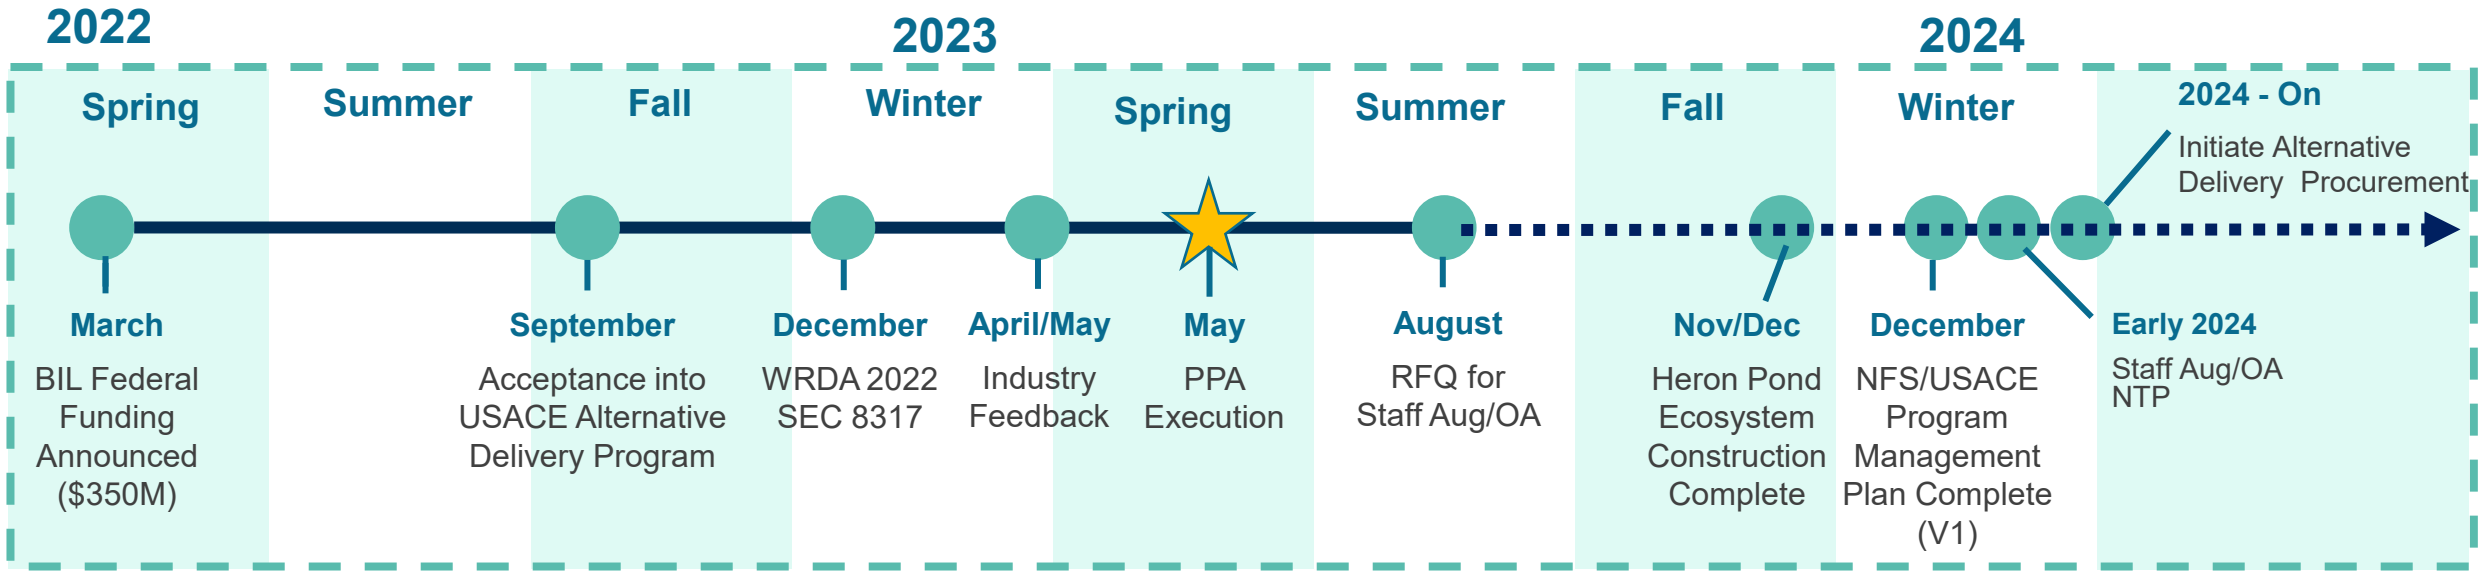 2022
2023
2024
Spring
Summer
Fall
Winter
Spring
Summer
Fall
Winter
2024 - On
Initiate Alternative
Delivery Procurement
March
BIL Federal
Funding
Announced
($350M)
September
Acceptance into
USACE Alternative
Delivery Program
December
WRDA 2022
SEC 8317
April/May
Industry
Feedback
May
PPA
Execution
August
RFQ for
Staff Aug/OA
Nov/Dec
Heron Pond
Ecosystem
Construction
Complete
December
NFS/USACE
Program
Management
Plan Complete
(V1)
Early 2024
Staff Aug/OA
NTP